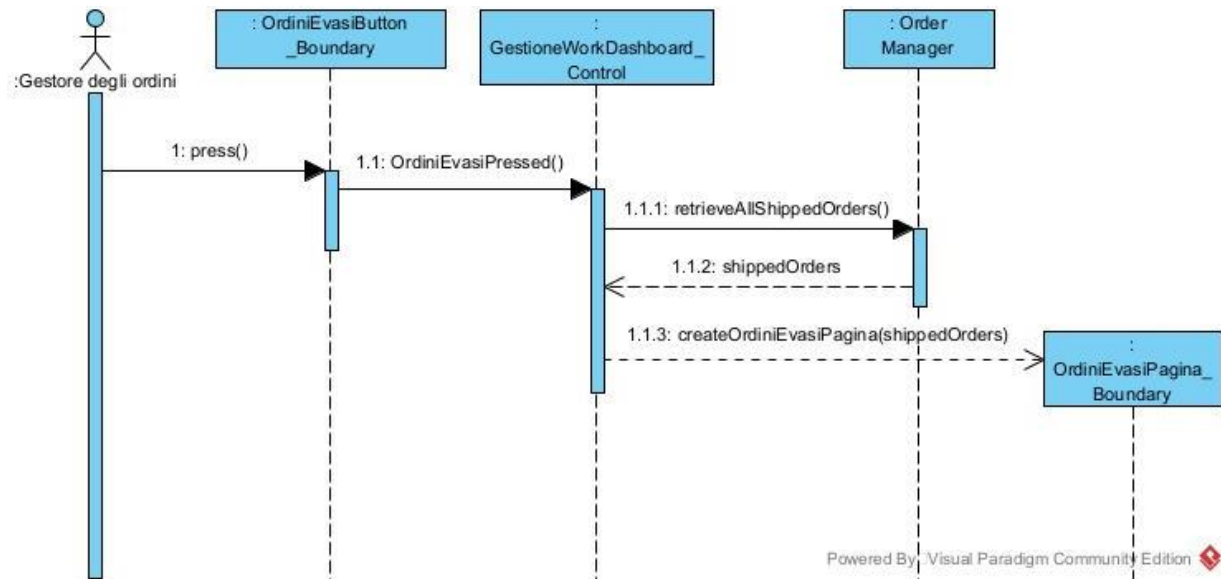 : OrdiniEvasiButton
_Boundary
:
GestioneWorkDashboard_
Control
: Order
Manager
:Gestore degli ordini
1: press()
1.1: OrdiniEvasiPressed()
1.1.1: retrieveAllShippedOrders()
1.1.2: shippedOrders
1.1.3: createOrdiniEvasiPagina(shippedOrders)
:
OrdiniEvasiPagina_
Boundary
Powered By Visual Paradigm Community Edition